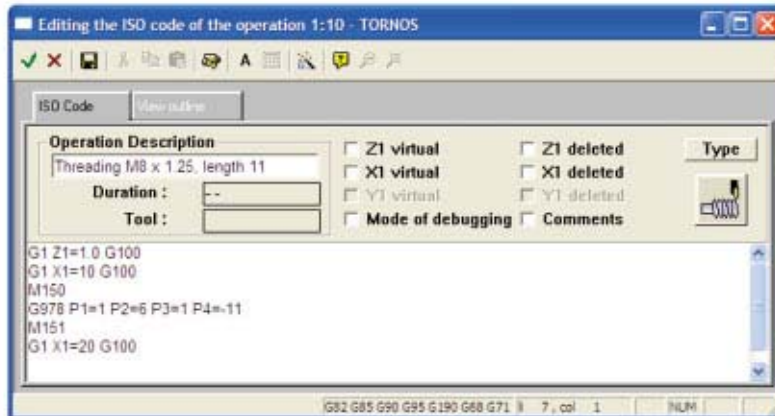 Editing the ISO code of the operation 1:10 - TORNOS
ISO Code View outline
Operation Description
Threading M8 x 1.25, length 11
Duration : --
Tool :
Z1 virtual Z1 deleted
X1 virtual X1 deleted
Y1 virtual Y1 deleted
Mode of debugging Comments
Type
G1 Z1=1.0 G100
G1 X1=10 G100
M150
G978 P1=1 P2=6 P3=1 P4=-11
M151
G1 X1=20 G100
G82 G85 G90 G95 G190 G68 G71 7, col 1 NUM